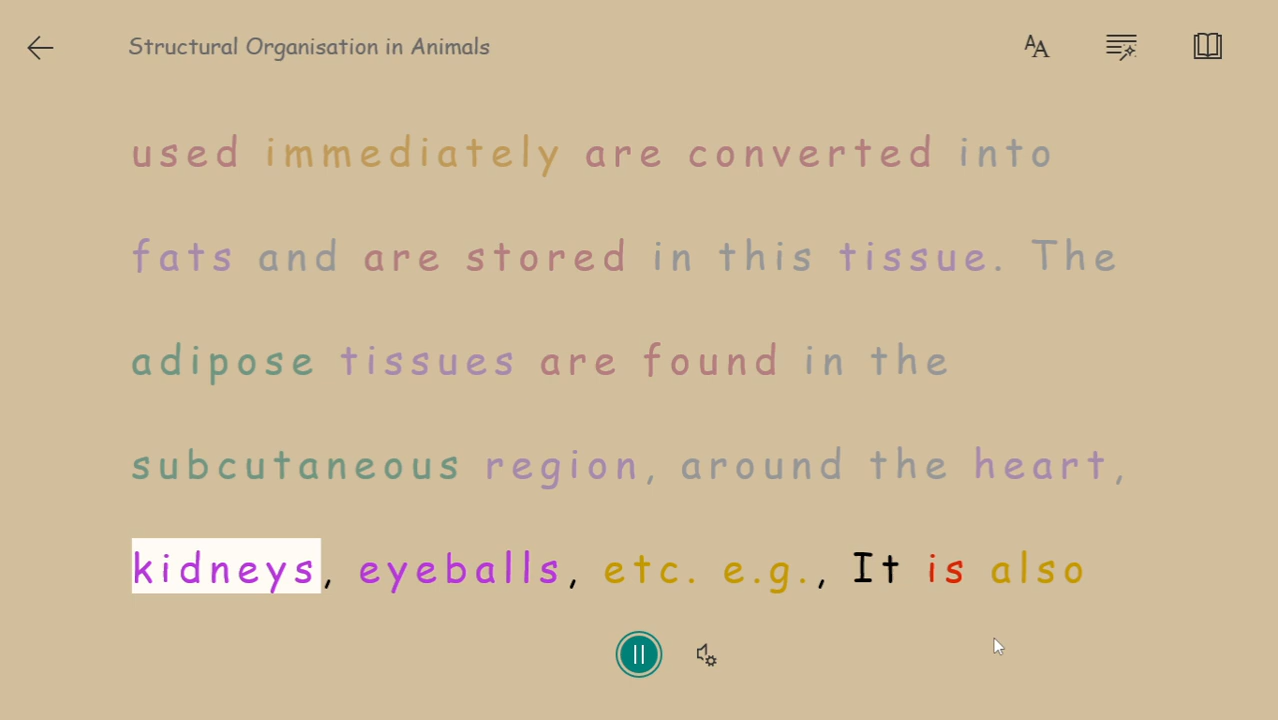 Structural Organisation in Animals
used immediately are converted into
fats and are stored in this tissue. The
adipose tissues are found in the
subcutaneous region, around the heart,
kidneys, eyeballs, etc. e.g., It is also